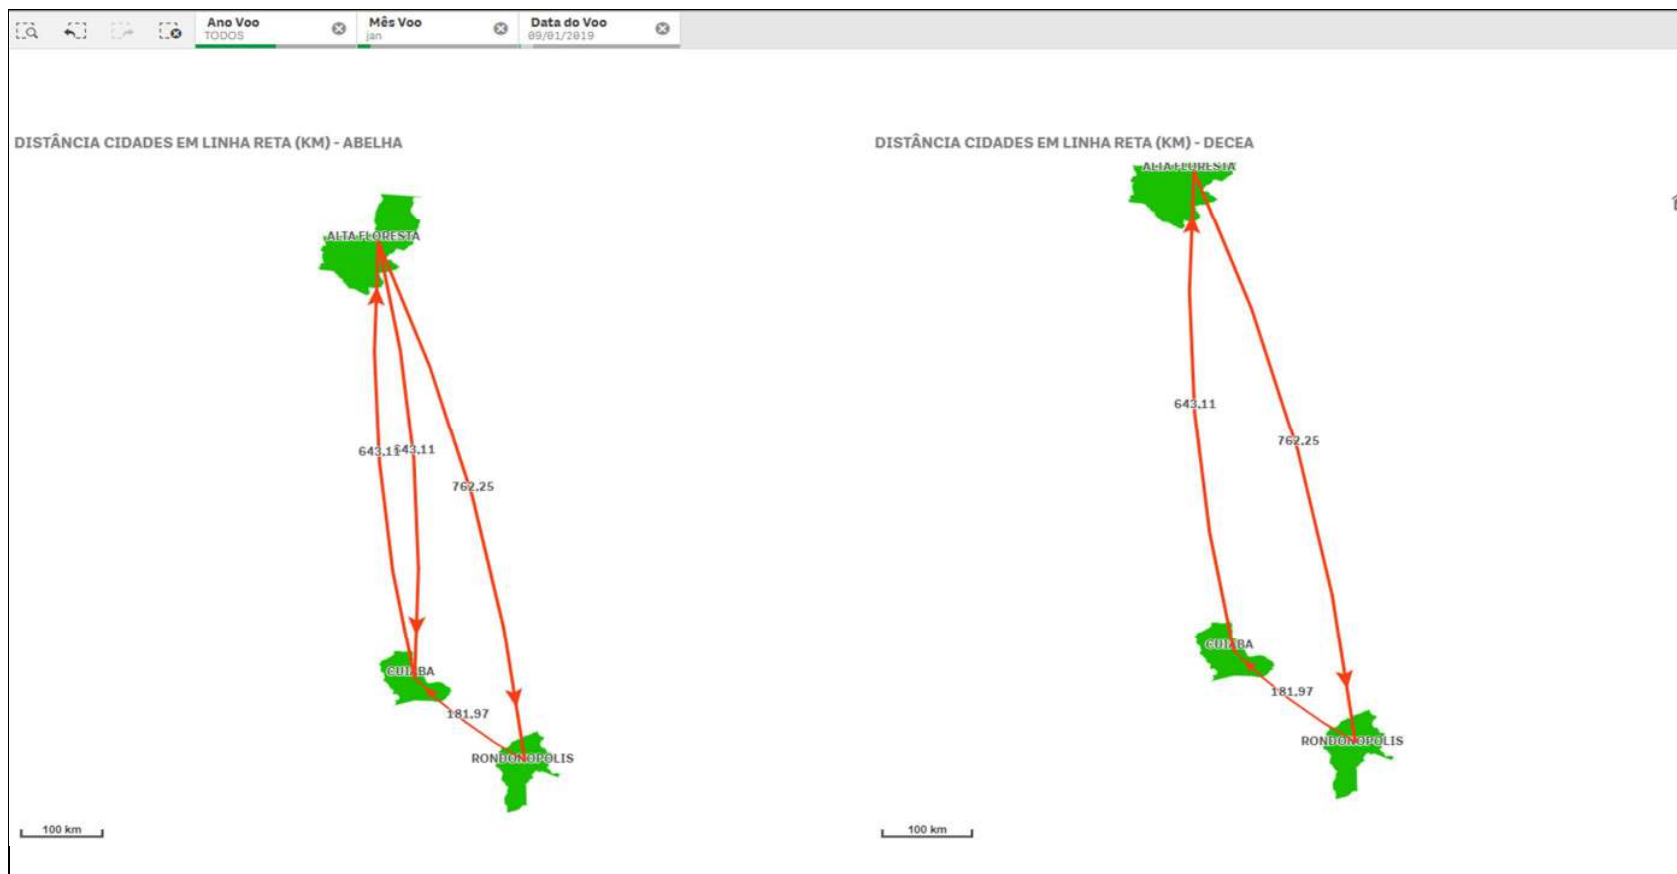 Ano Voo
TODOS
Mês Voo
jan
Data do Voo
09/01/2019
DISTÂNCIA CIDADES EM LINHA RETA (KM) - ABELHA
ALTA FLORESTA
643,11
643,11
762,25
CUIABA
181,97
RONDONOPOLIS
100 km
DISTÂNCIA CIDADES EM LINHA RETA (KM) - DECEA
ALTA FLORESTA
643,11
762,25
CUIABA
181,97
RONDONOPOLIS
100 km